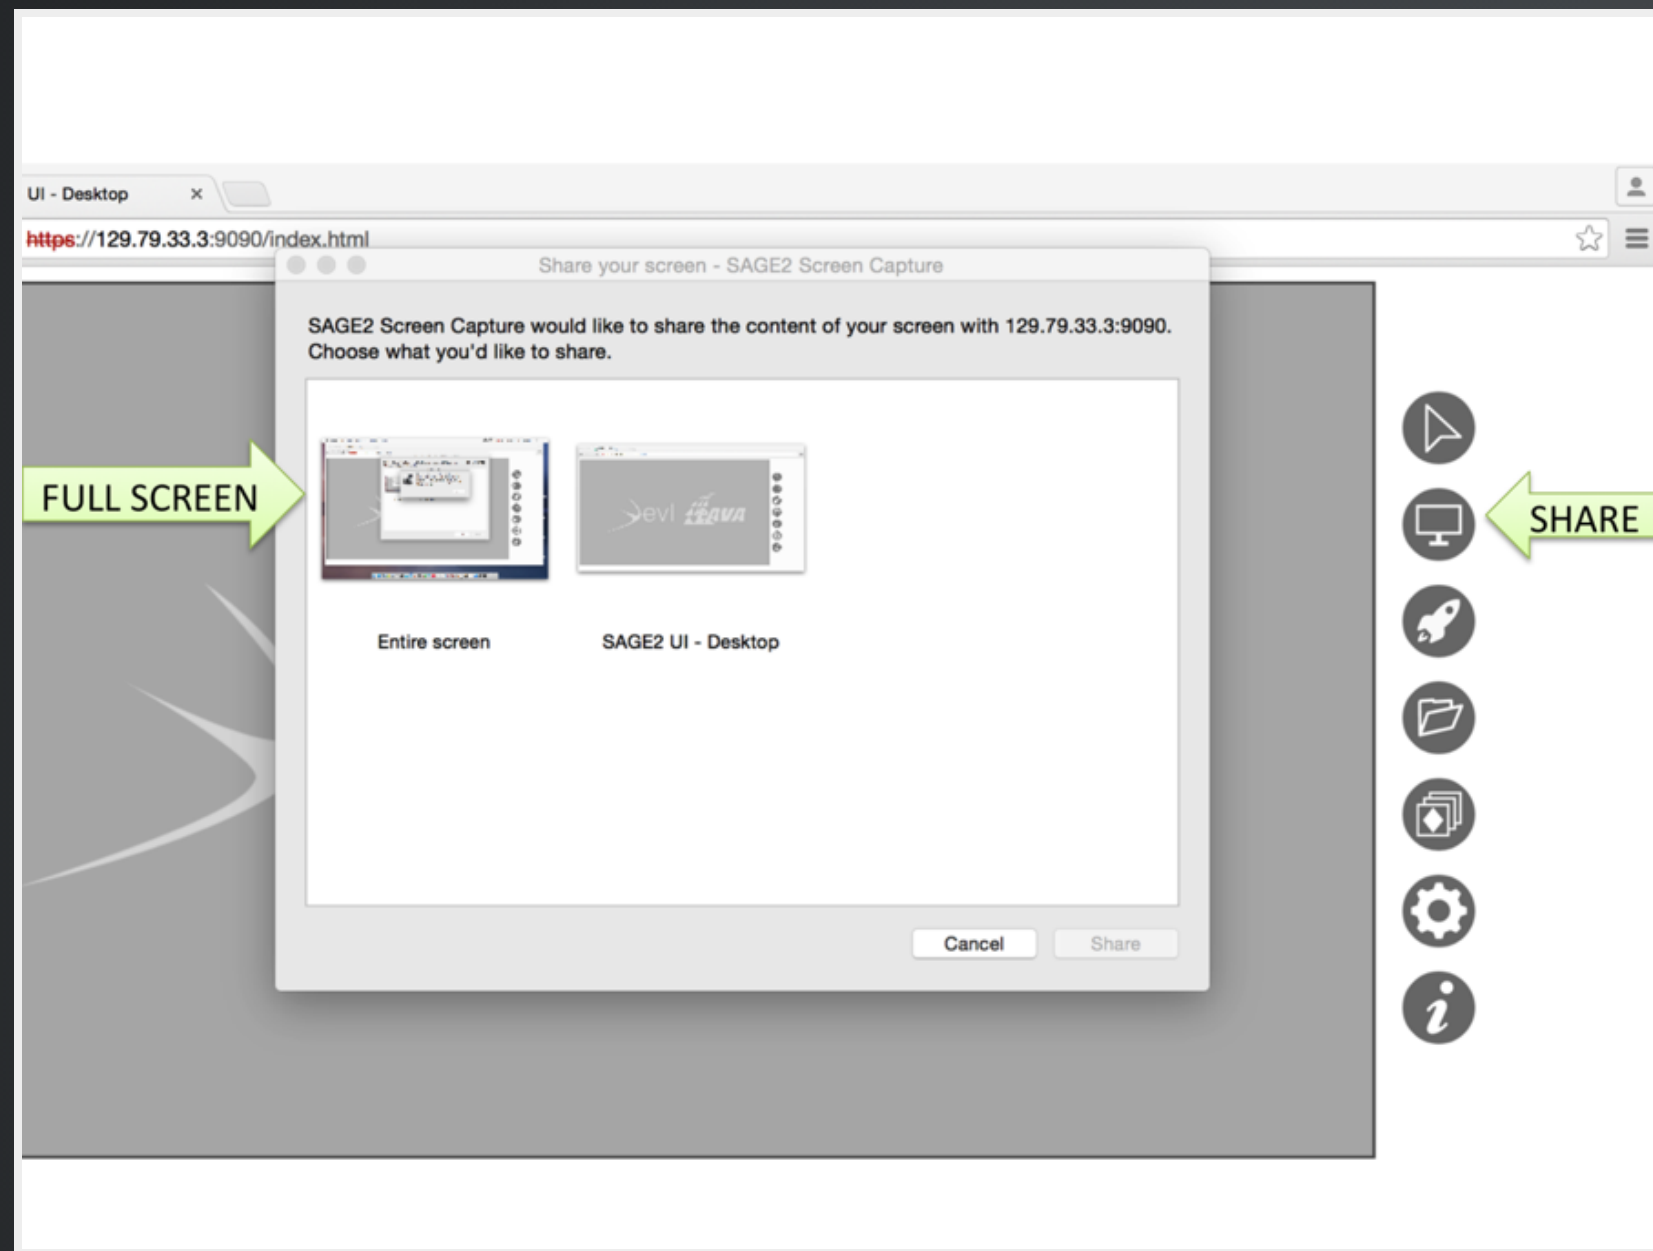 UI - Desktop
https://129.79.33.3:9090/index.html
Share your screen - SAGE2 Screen Capture
SAGE2 Screen Capture would like to share the content of your screen with 129.79.33.3:9090.
Choose what you'd like to share.
FULL SCREEN
SHARE
evl
LAVA
Entire screen
SAGE2 UI - Desktop
Cancel
Share